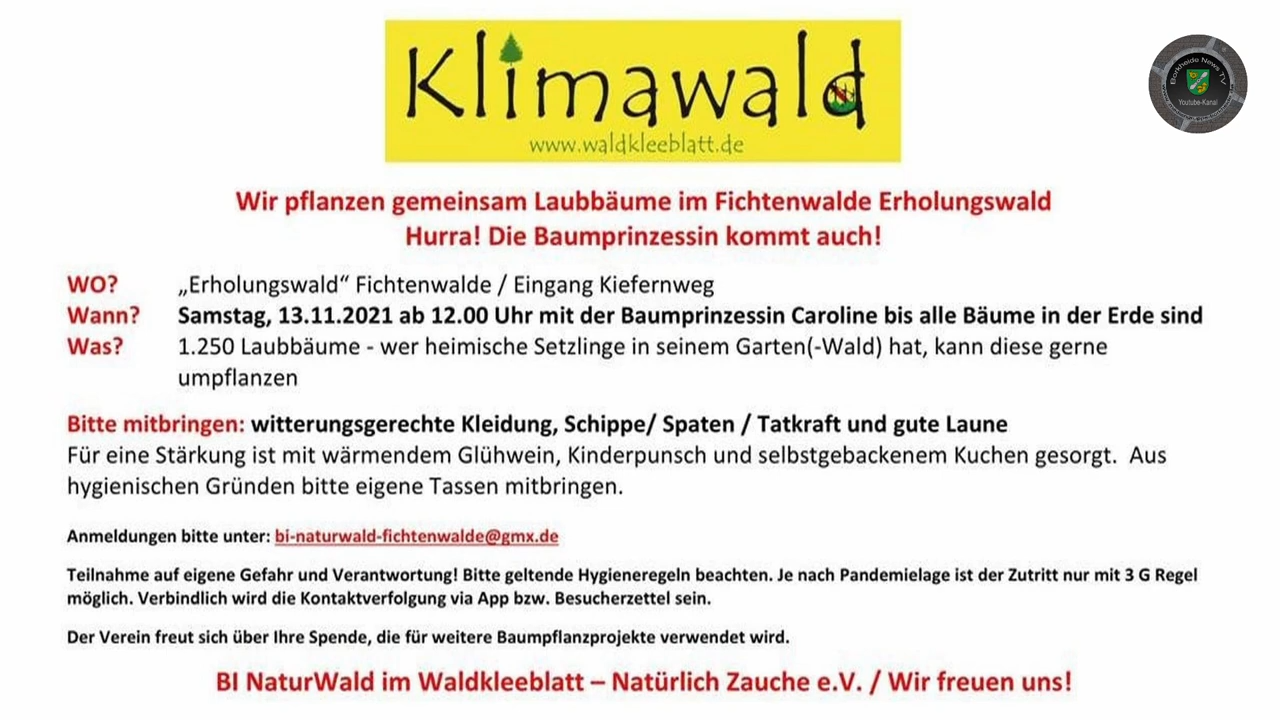 Klimawald
www.waldkleeblatt.de
Borkheide News TV
Youtube-Kanal
Wir pflanzen gemeinsam Laubbäume im Fichtenwalde Erholungswald
Hurra! Die Baumprinzessin kommt auch!
WO? „Erholungswald“ Fichtenwalde / Eingang Kiefernweg
Wann? Samstag, 13.11.2021 ab 12.00 Uhr mit der Baumprinzessin Caroline bis alle Bäume in der Erde sind
Was? 1.250 Laubbäume - wer heimische Setzlinge in seinem Garten(-Wald) hat, kann diese gerne
umpflanzen
Bitte mitbringen: witterungsgerechte Kleidung, Schippe/ Spaten / Tatkraft und gute Laune
Für eine Stärkung ist mit wärmendem Glühwein, Kinderpunsch und selbstgebackenem Kuchen gesorgt. Aus
hygienischen Gründen bitte eigene Tassen mitbringen.
Anmeldungen bitte unter: bi-naturwald-fichtenwalde@gmx.de
Teilnahme auf eigene Gefahr und Verantwortung! Bitte geltende Hygieneregeln beachten. Je nach Pandemielage ist der Zutritt nur mit 3 G Regel
möglich. Verbindlich wird die Kontaktverfolgung via App bzw. Besucherzettel sein.
Der Verein freut sich über Ihre Spende, die für weitere Baumpflanzprojekte verwendet wird.
BI NaturWald im Waldkleeblatt – Natürlich Zauche e.V. / Wir freuen uns!